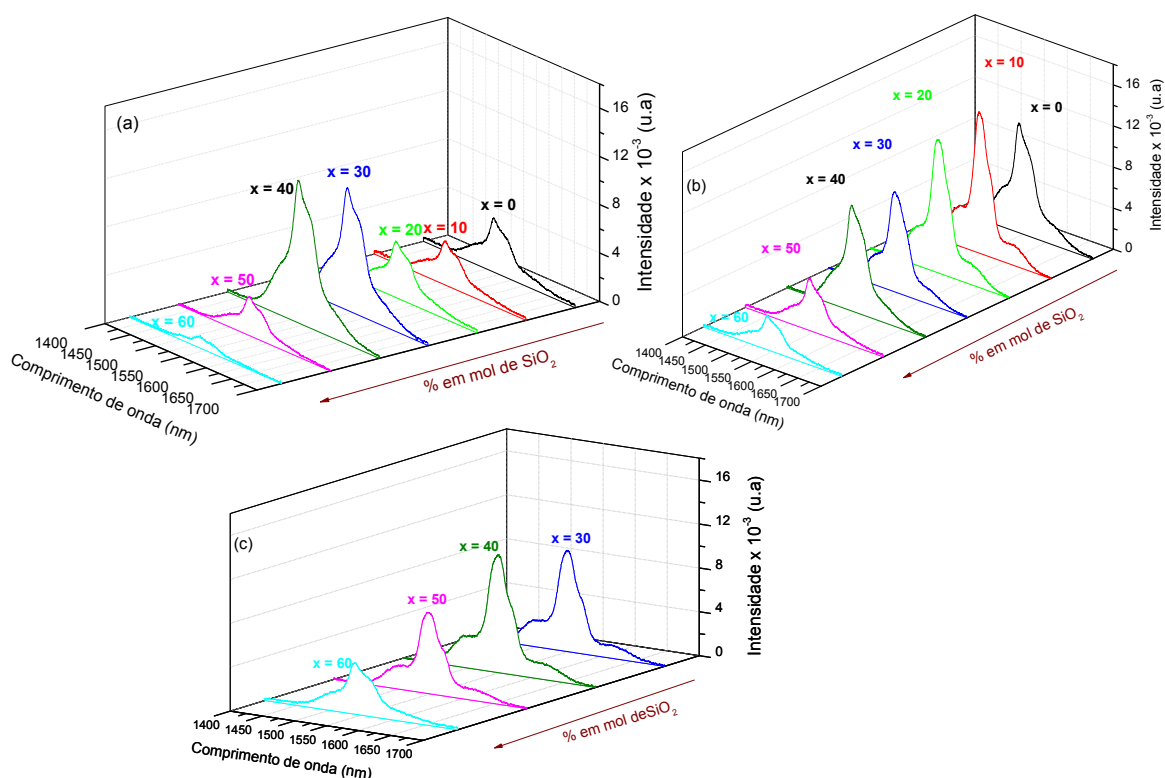 (a)
x = 40
x = 30
x = 20
x = 10
x = 0
x = 50
x = 60
16
12
8
4
0
Intensidade x 10⁻³ (u.a)
1400
1450
1500
1550
1600
1650
1700
Comprimento de onda (nm)
% em mol de SiO₂
(b)
x = 10
x = 0
x = 20
x = 30
x = 40
x = 50
x = 60
16
12
8
4
0
Intensidade x 10⁻³ (u.a)
1400
1450
1500
1550
1600
1650
1700
Comprimento de onda (nm)
% em mol de SiO₂
(c)
x = 40
x = 30
x = 50
x = 60
16
12
8
4
0
Intensidade x 10⁻³ (u.a)
1400
1450
1500
1550
1600
1650
1700
Comprimento de onda (nm)
% em mol deSiO₂